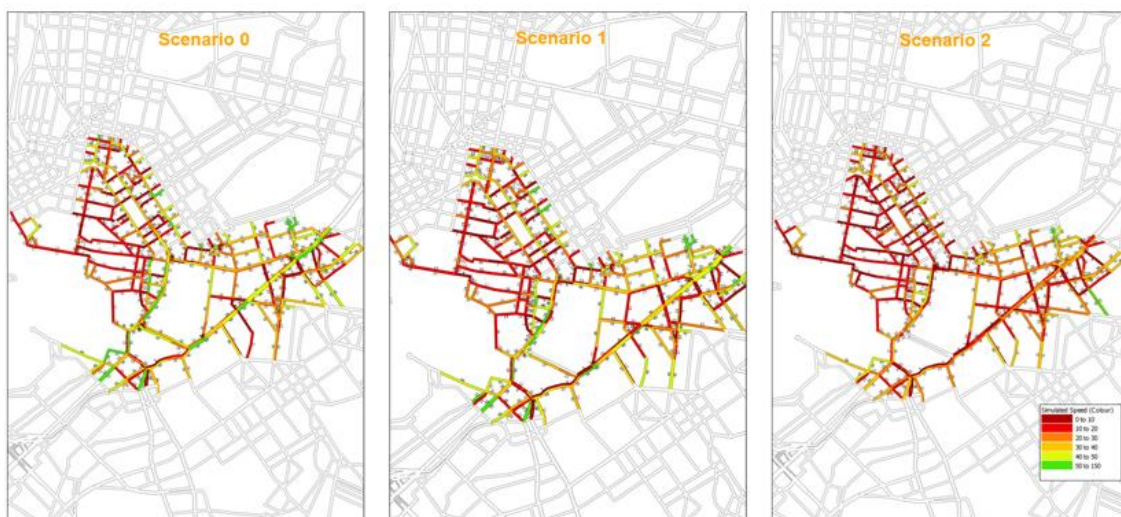 Scenario 0
Scenario 1
Scenario 2
Simulated Speed (Colour)
0 to 10
10 to 20
20 to 30
30 to 40
40 to 50
50 to 150